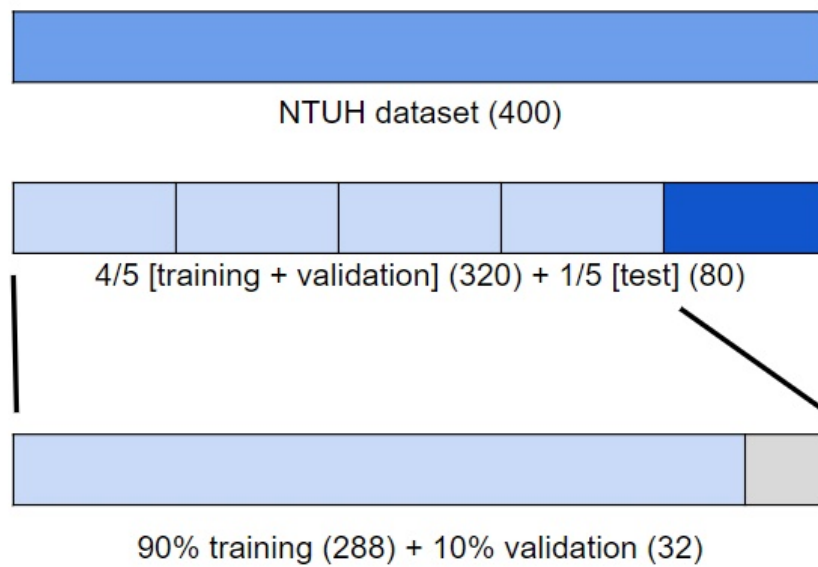 NTUH dataset (400)
4/5 [training + validation] (320) + 1/5 [test] (80)
90% training (288) + 10% validation (32)